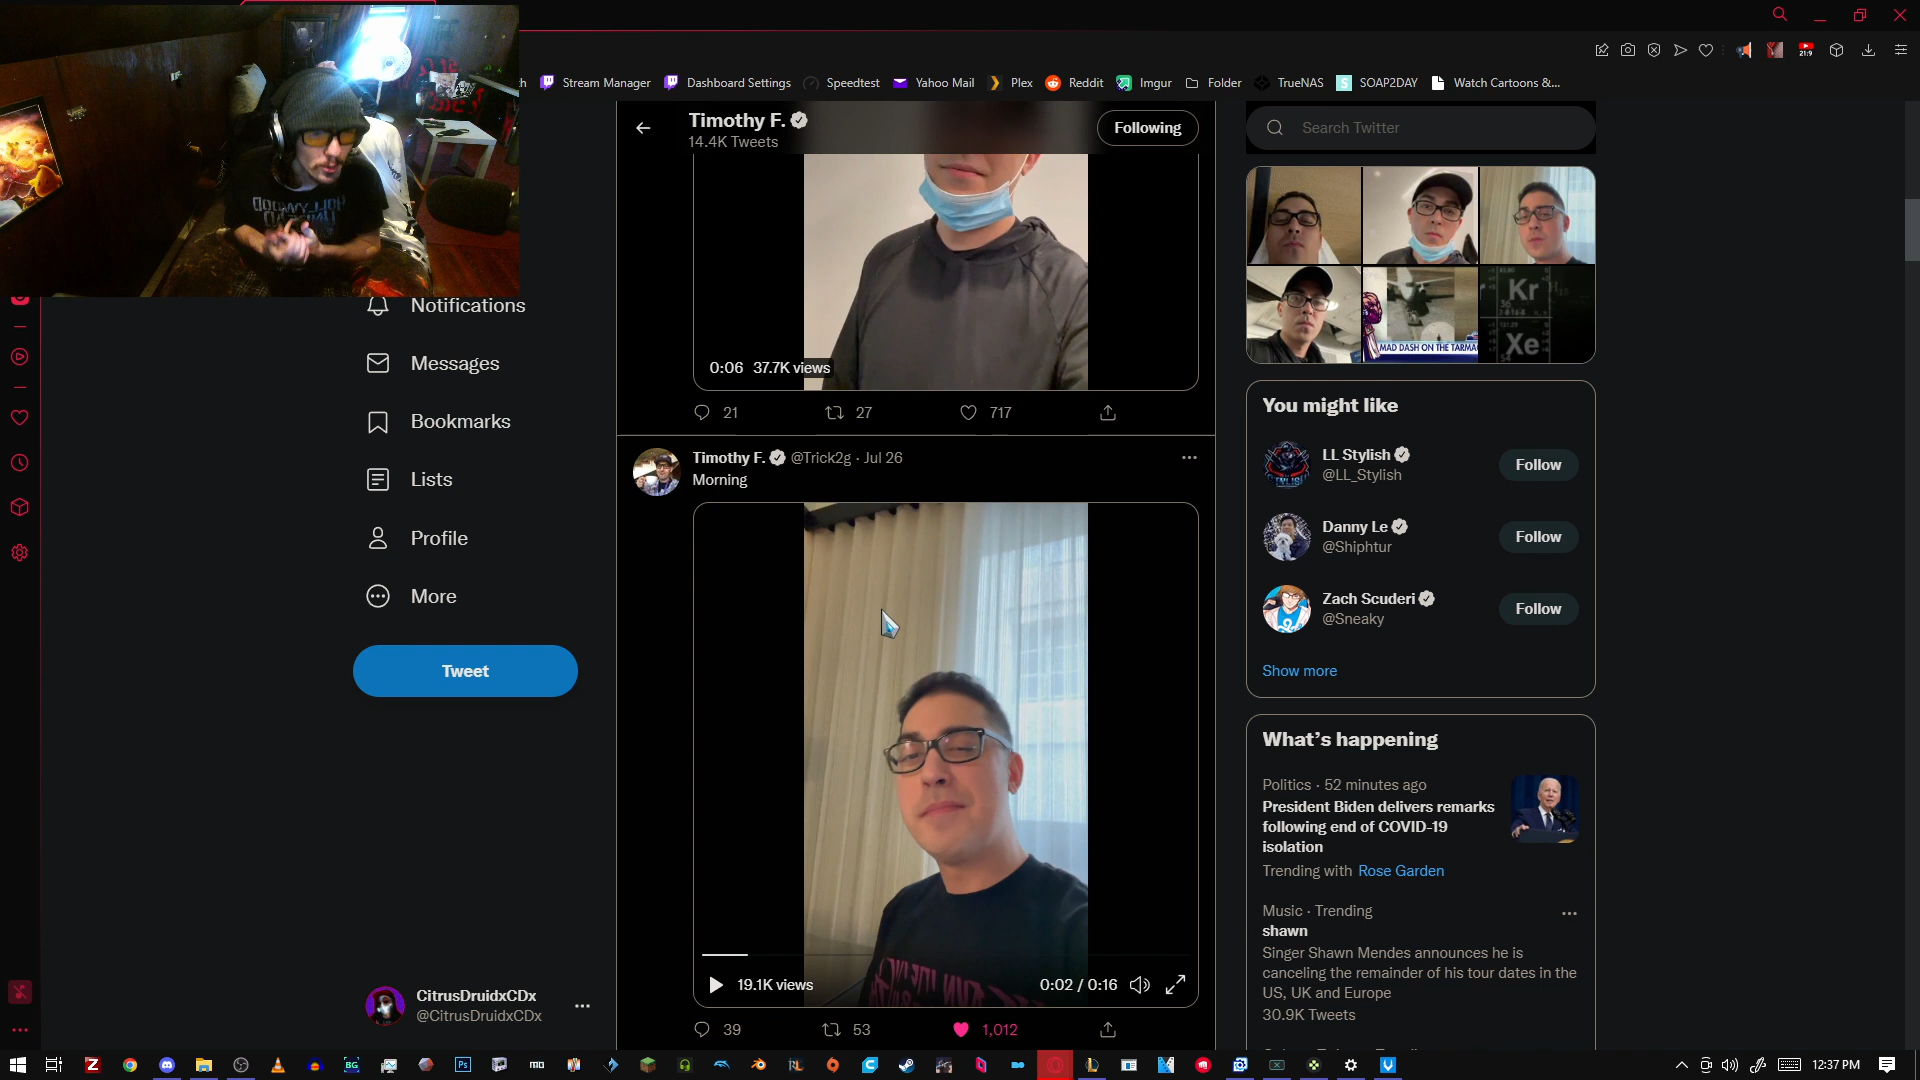 Stream Manager
Dashboard Settings
Speedtest
Yahoo Mail
Plex
Reddit
Imgur
Folder
TrueNAS
SOAP2DAY
Watch Cartoons &...
Timothy F.
14.4K Tweets
Following
Search Twitter
0:06 37.7K views
21
27
717
Notifications
Messages
Bookmarks
Lists
Profile
More
Tweet
CitrusDruidxCDx
@CitrusDruidxCDx
Timothy F. @Trick2g · Jul 26
Morning
19.1K views
0:02 / 0:16
39
53
1,012
MAD DASH ON THE TARMA
Kr
36
Xe
54
You might like
LL Stylish
@LL_Stylish
Follow
Danny Le
@Shiphtur
Follow
Zach Scuderi
@Sneaky
Follow
Show more
What's happening
Politics · 52 minutes ago
President Biden delivers remarks
following end of COVID-19
isolation
Trending with Rose Garden
Music · Trending
shawn
Singer Shawn Mendes announces he is
canceling the remainder of his tour dates in the
US, UK and Europe
30.9K Tweets
12:37 PM